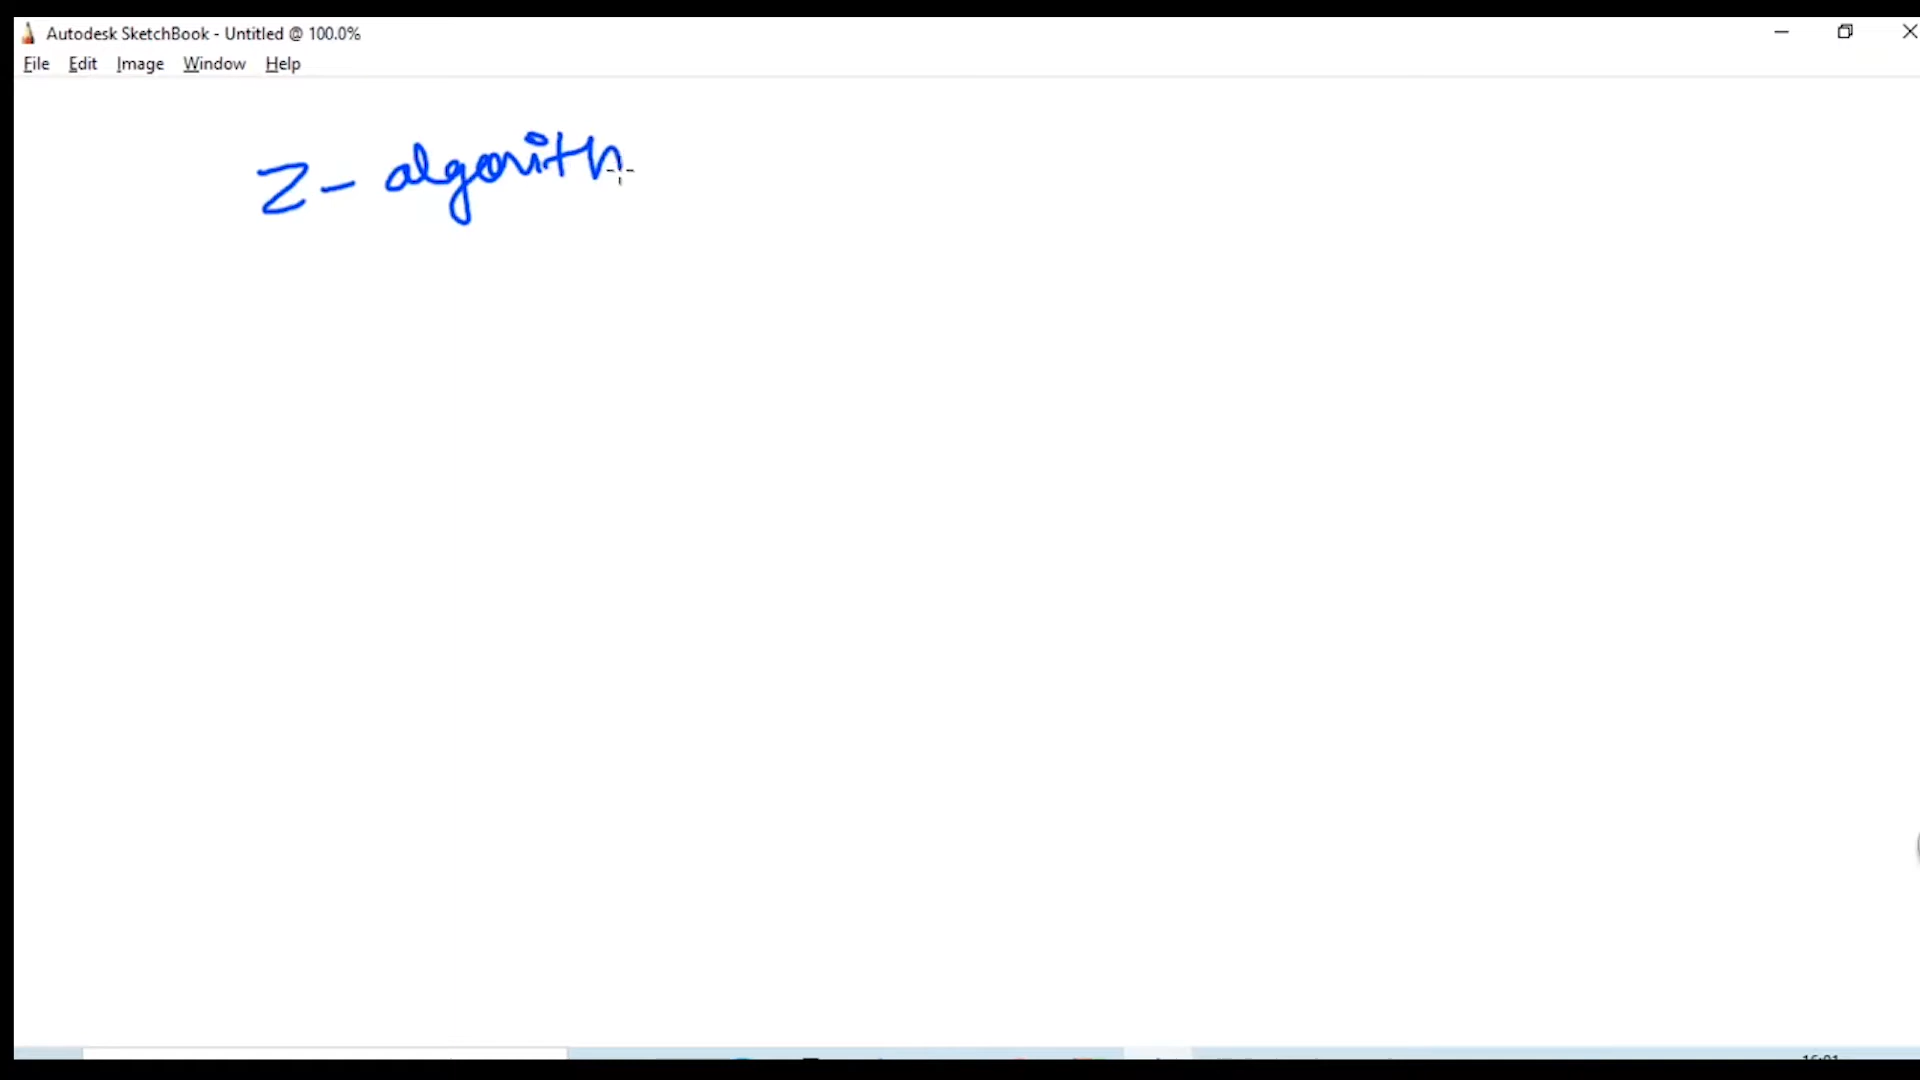 Autodesk SketchBook - Untitled @ 100.0%
File Edit Image Window Help
Z- algorith